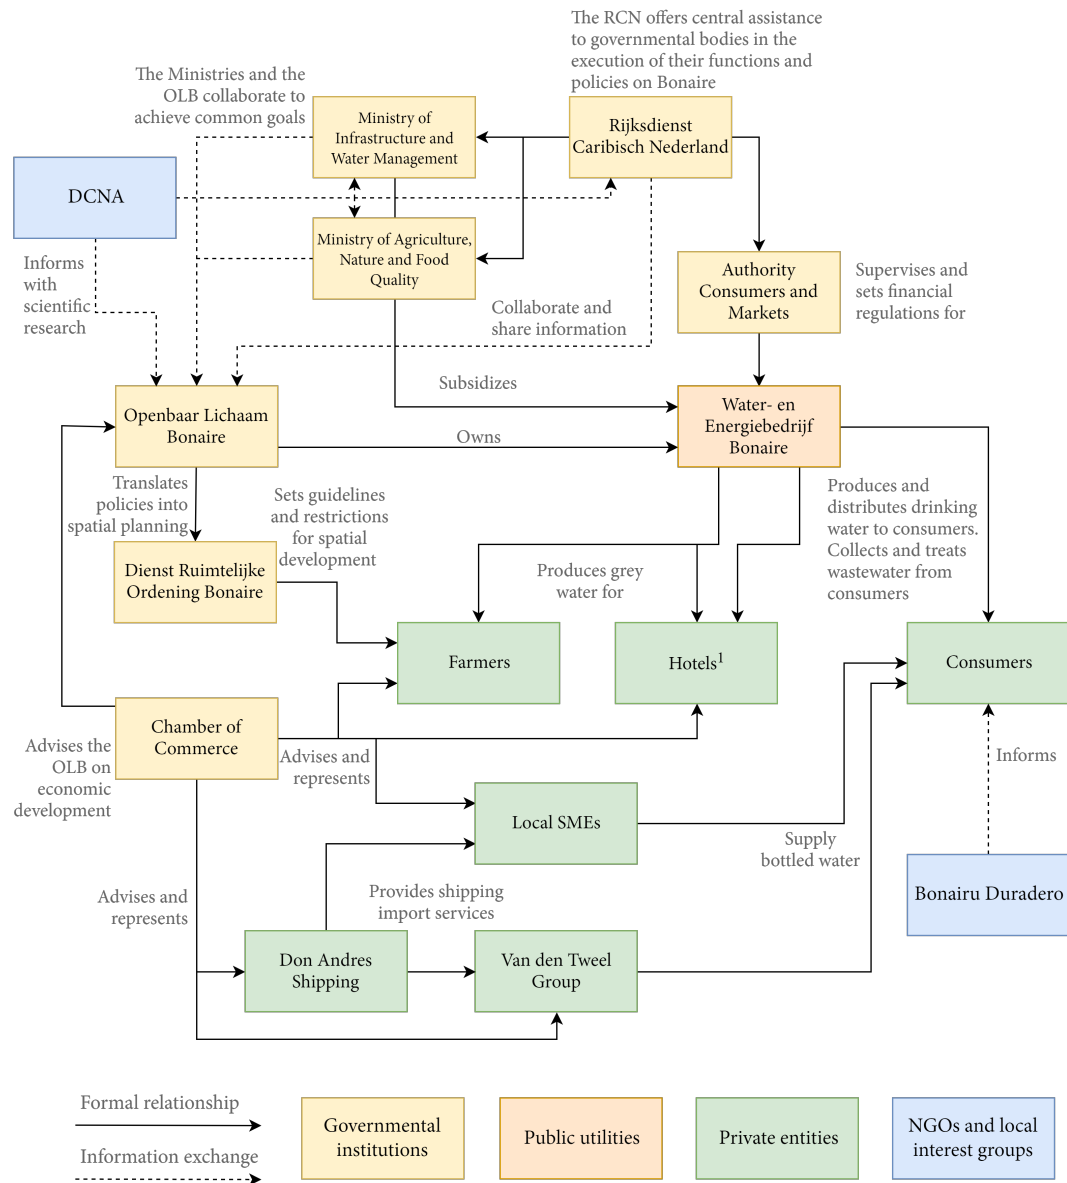 The RCN offers central assistance
to governmental bodies in the
execution of their functions and
policies on Bonaire
The Ministries and the
OLB collaborate to
achieve common goals
Ministry of
Infrastructure and
Water Management
Rijksdienst
Caribisch Nederland
DCNA
Ministry of Agriculture,
Nature and Food
Quality
Informs
with
scientific
research
Authority
Consumers and
Markets
Supervises and
sets financial
regulations for
Collaborate and
share information
Subsidizes
Openbaar Lichaam
Bonaire
Owns
Water- en
Energiebedrijf
Bonaire
Translates
policies into
spatial planning
Sets guidelines
and restrictions
for spatial
development
Produces and
distributes drinking
water to consumers.
Collects and treats
wastewater from
consumers
Dienst Ruimtelijke
Ordening Bonaire
Produces grey
water for
Farmers
Hotels¹
Consumers
Chamber of
Commerce
Advises the
OLB on
economic
development
Advises and
represents
Informs
Local SMEs
Supply
bottled water
Bonairu Duradero
Advises and
represents
Provides shipping
import services
Don Andres
Shipping
Van den Tweel
Group
Formal relationship
Information exchange
Governmental
institutions
Public utilities
Private entities
NGOs and local
interest groups